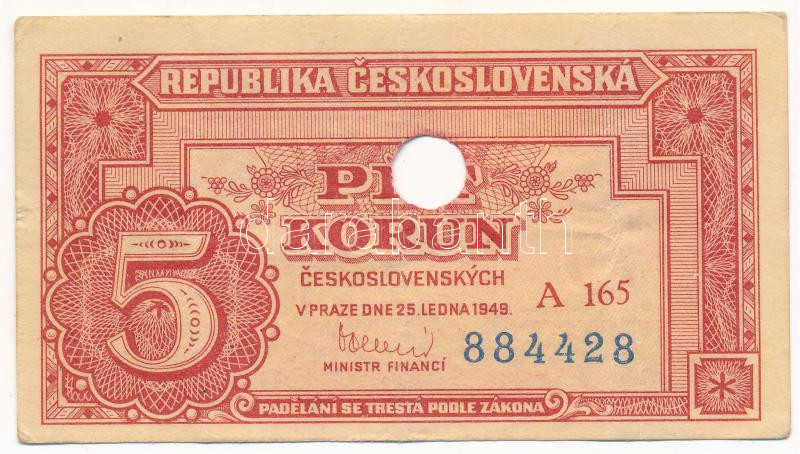 REPUBLIKA ČESKOSLOVENSKÁ
KORUN
ČESKOSLOVENSKÝCH
V PRAZE DNE 25. LEDNA 1949.
A 165
884428
MINISTR FINANCÍ
5
PADĚLÁNÍ SE TRESTÁ PODLE ZÁKONA
darabanth